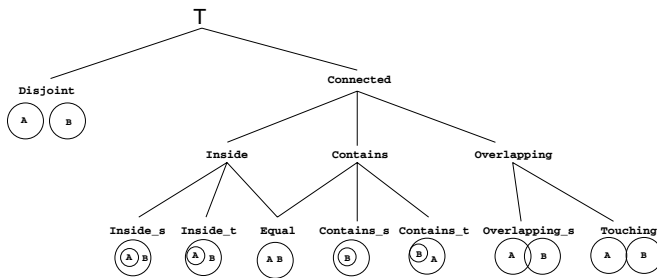 T
Disjoint
A B
Connected
Inside Contains Overlapping
Inside_s Inside_t Equal Contains_s Contains_t Overlapping_s Touching
A B A B A B B B A A B A B